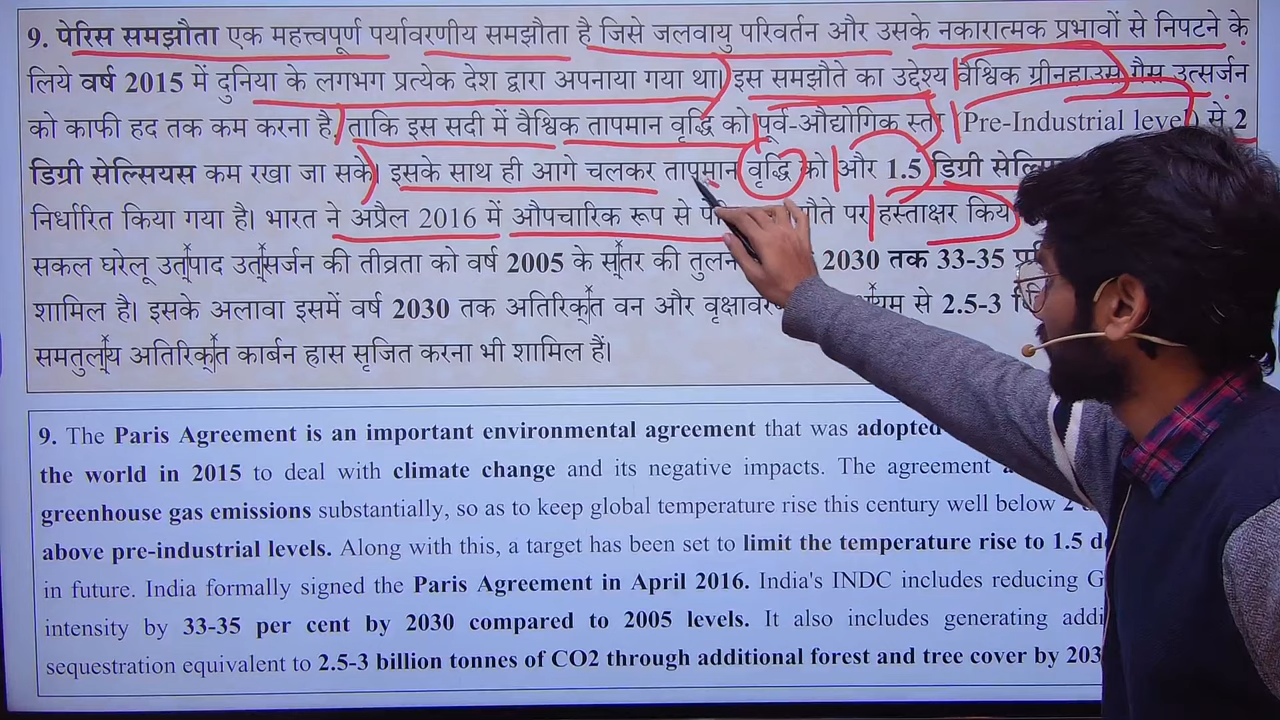 9. पेरिस समझौता एक महत्त्वपूर्ण पर्यावरणीय समझौता है जिसे जलवायु परिवर्तन और उसके नकारात्मक प्रभावों से निपटने के
लिये वर्ष 2015 में दुनिया के लगभग प्रत्येक देश द्वारा अपनाया गया था। इस समझौते का उद्देश्य वैश्विक ग्रीनहाउस गैस उत्सर्जन
को काफी हद तक कम करना है, ताकि इस सदी में वैश्विक तापमान वृद्धि को पूर्व-औद्योगिक स्तर (Pre-Industrial level) से 2
डिग्री सेल्सियस कम रखा जा सके। इसके साथ ही आगे चलकर तापमान वृद्धि को और 1.5 डिग्री
निर्धारित किया गया है। भारत ने अप्रैल 2016 में औपचारिक रूप से पर हस्ताक्षर
सकल घरेलू उत्पाद उत्सर्जन की तीव्रता को वर्ष 2005 के स्तर की 2030 तक 33-35
शामिल है। इसके अलावा इसमें वर्ष 2030 तक अतिरिक्त वन और से 2.5-3
समतुल्य अतिरिक्त कार्बन ह्रास सृजित करना भी शामिल हैं।
9. The Paris Agreement is an important environmental agreement that was adopted
the world in 2015 to deal with climate change and its negative impacts. The agreement
greenhouse gas emissions substantially, so as to keep global temperature rise this century well below 2
above pre-industrial levels. Along with this, a target has been set to limit the temperature rise to 1.5
in future. India formally signed the Paris Agreement in April 2016. India's INDC includes reducing
intensity by 33-35 per cent by 2030 compared to 2005 levels. It also includes generating
sequestration equivalent to 2.5-3 billion tonnes of CO2 through additional forest and tree cover by